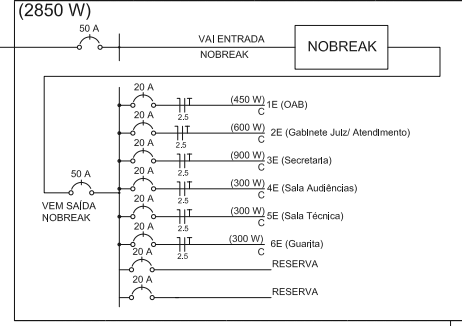 (2850 W)
50 A
VAI ENTRADA
NOBREAK
NOBREAK
20 A
2.5
(450 W)
C
1E (OAB)
20 A
2.5
(600 W)
C
2E (Gabinete Juiz/ Atendimento)
20 A
2.5
(900 W)
C
3E (Secretaria)
50 A
VEM SAÍDA
NOBREAK
20 A
2.5
(300 W)
C
4E (Sala Audiências)
20 A
2.5
(300 W)
C
5E (Sala Técnica)
20 A
2.5
(300 W)
C
6E (Guarita)
20 A
RESERVA
20 A
RESERVA